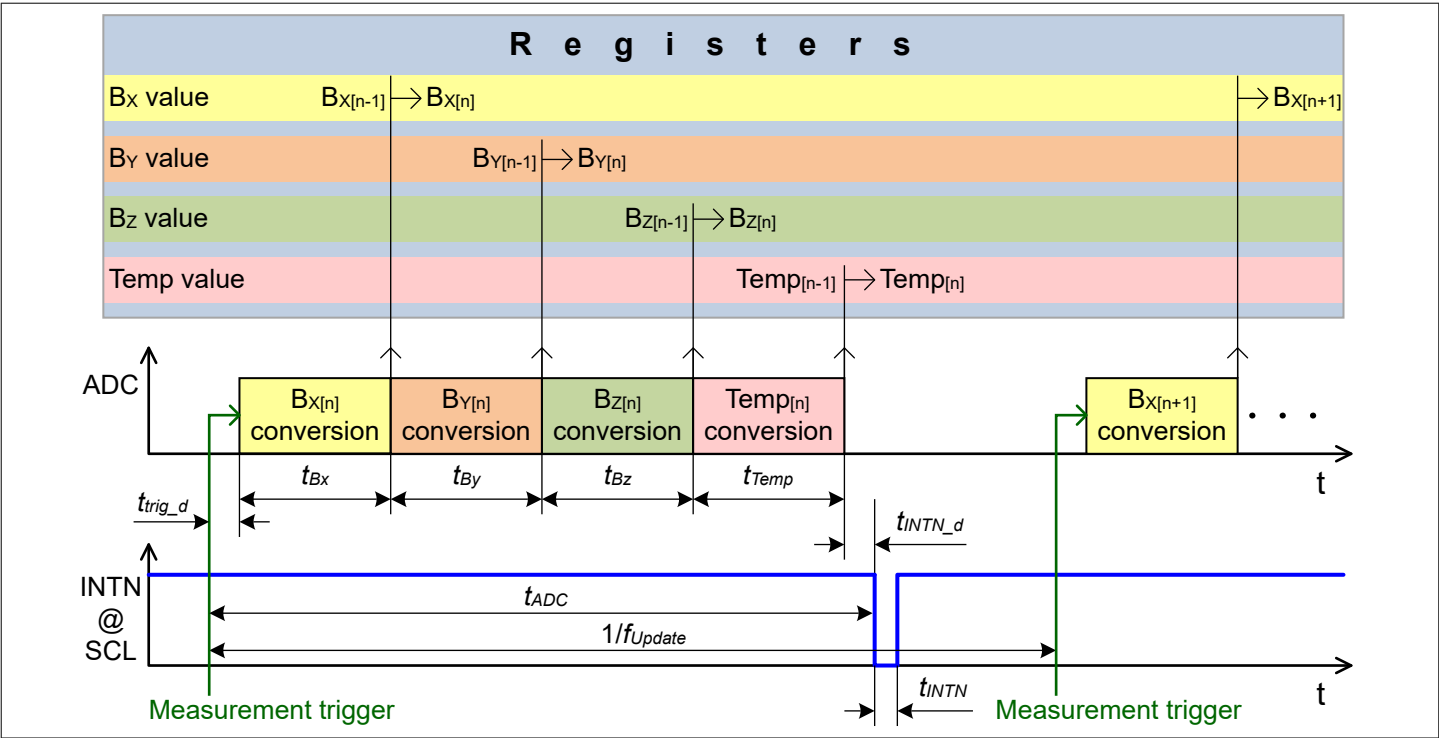 R e g i s t e r s
BX value BX[n-1] BX[n] BX[n+1]
BY value BY[n-1] BY[n]
BZ value BZ[n-1] BZ[n]
Temp value Temp[n-1] Temp[n]
ADC
BX[n] conversion
BY[n] conversion
BZ[n] conversion
Temp[n] conversion
BX[n+1] conversion
. . .
t
tBx tBy tBz tTemp
ttrig_d
tINTN_d
INTN
@
SCL
tADC
1/fUpdate
tINTN
t
Measurement trigger
Measurement trigger